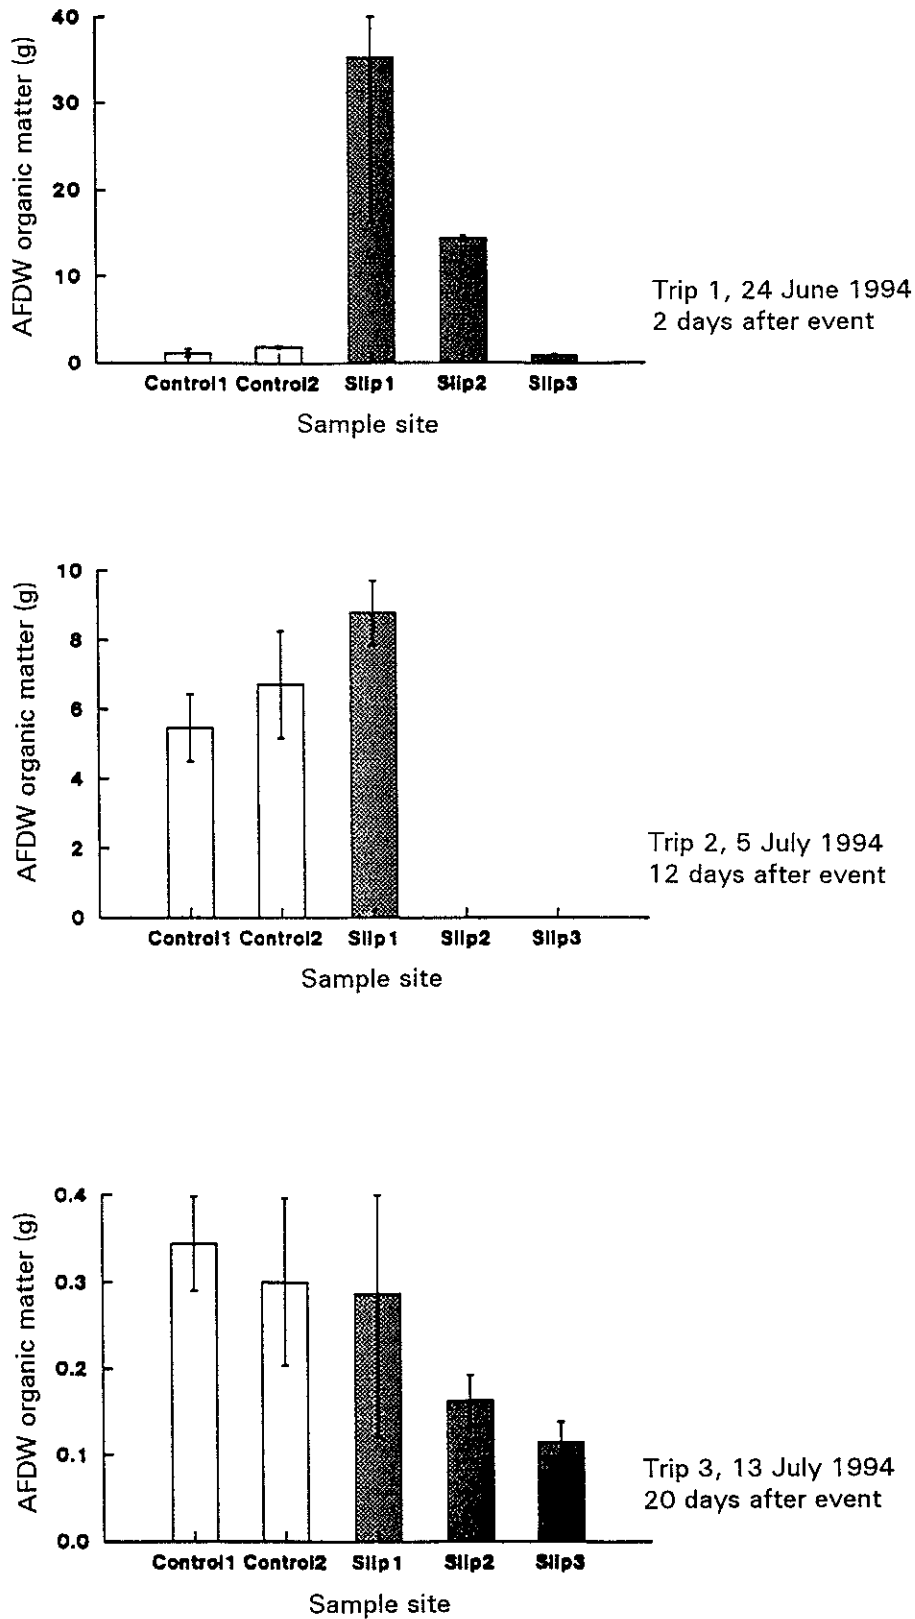 40
30
20
10
0
AFDW organic matter (g)
Control1 Control2 Slip1 Slip2 Slip3
Sample site
Trip 1, 24 June 1994
2 days after event
10
8
6
4
2
0
AFDW organic matter (g)
Control1 Control2 Slip1 Slip2 Slip3
Sample site
Trip 2, 5 July 1994
12 days after event
0.4
0.3
0.2
0.1
0.0
AFDW organic matter (g)
Control1 Control2 Slip1 Slip2 Slip3
Sample site
Trip 3, 13 July 1994
20 days after event